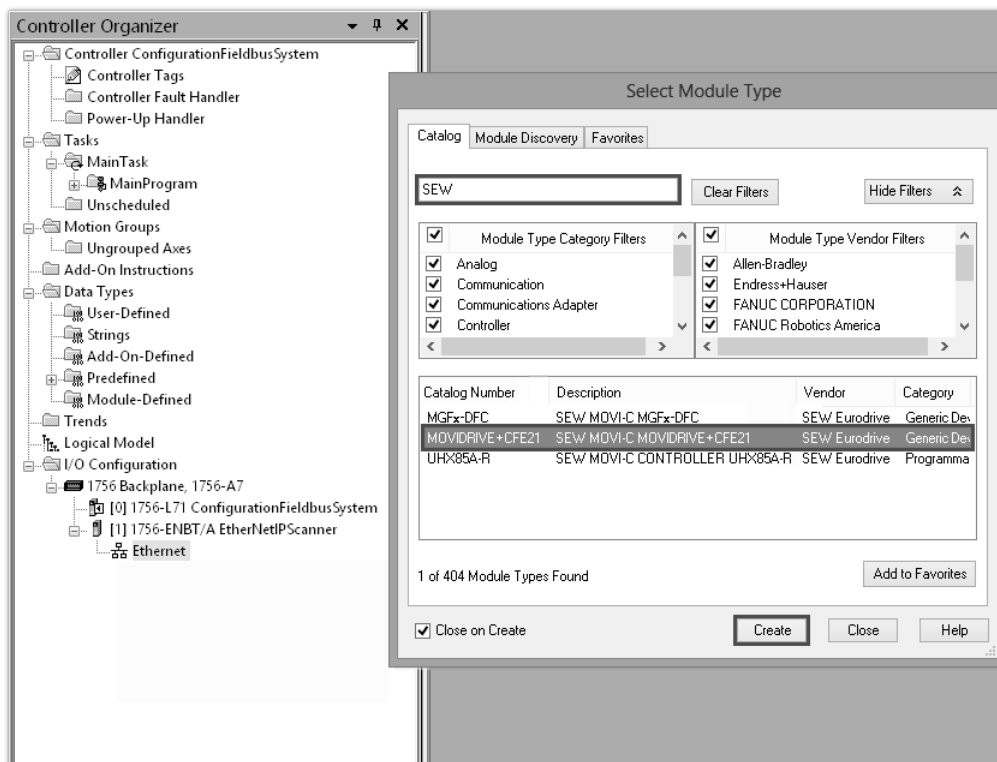 Controller Organizer
Controller ConfigurationFieldbusSystem
Controller Tags
Controller Fault Handler
Power-Up Handler
Tasks
MainTask
MainProgram
Unscheduled
Motion Groups
Ungrouped Axes
Add-On Instructions
Data Types
User-Defined
Strings
Add-On-Defined
Predefined
Module-Defined
Trends
Logical Model
I/O Configuration
1756 Backplane, 1756-A7
[0] 1756-L71 ConfigurationFieldbusSystem
[1] 1756-ENBT/A EtherNetIPScanner
Ethernet
Select Module Type
Catalog Module Discovery Favorites
SEW Clear Filters Hide Filters
Module Type Category Filters
Analog
Communication
Communications Adapter
Controller
Module Type Vendor Filters
Allen-Bradley
Endress+Hauser
FANUC CORPORATION
FANUC Robotics America
Catalog Number Description Vendor Category
MGFx-DFC SEW MOVI-C MGFx-DFC SEW Eurodrive Generic Dev
MOVIDRIVE+CFE21 SEW MOVI-C MOVIDRIVE+CFE21 SEW Eurodrive Generic Dev
UHX85A-R SEW MOVI-C CONTROLLER UHX85A-R SEW Eurodrive Programma
1 of 404 Module Types Found Add to Favorites
Close on Create Create Close Help